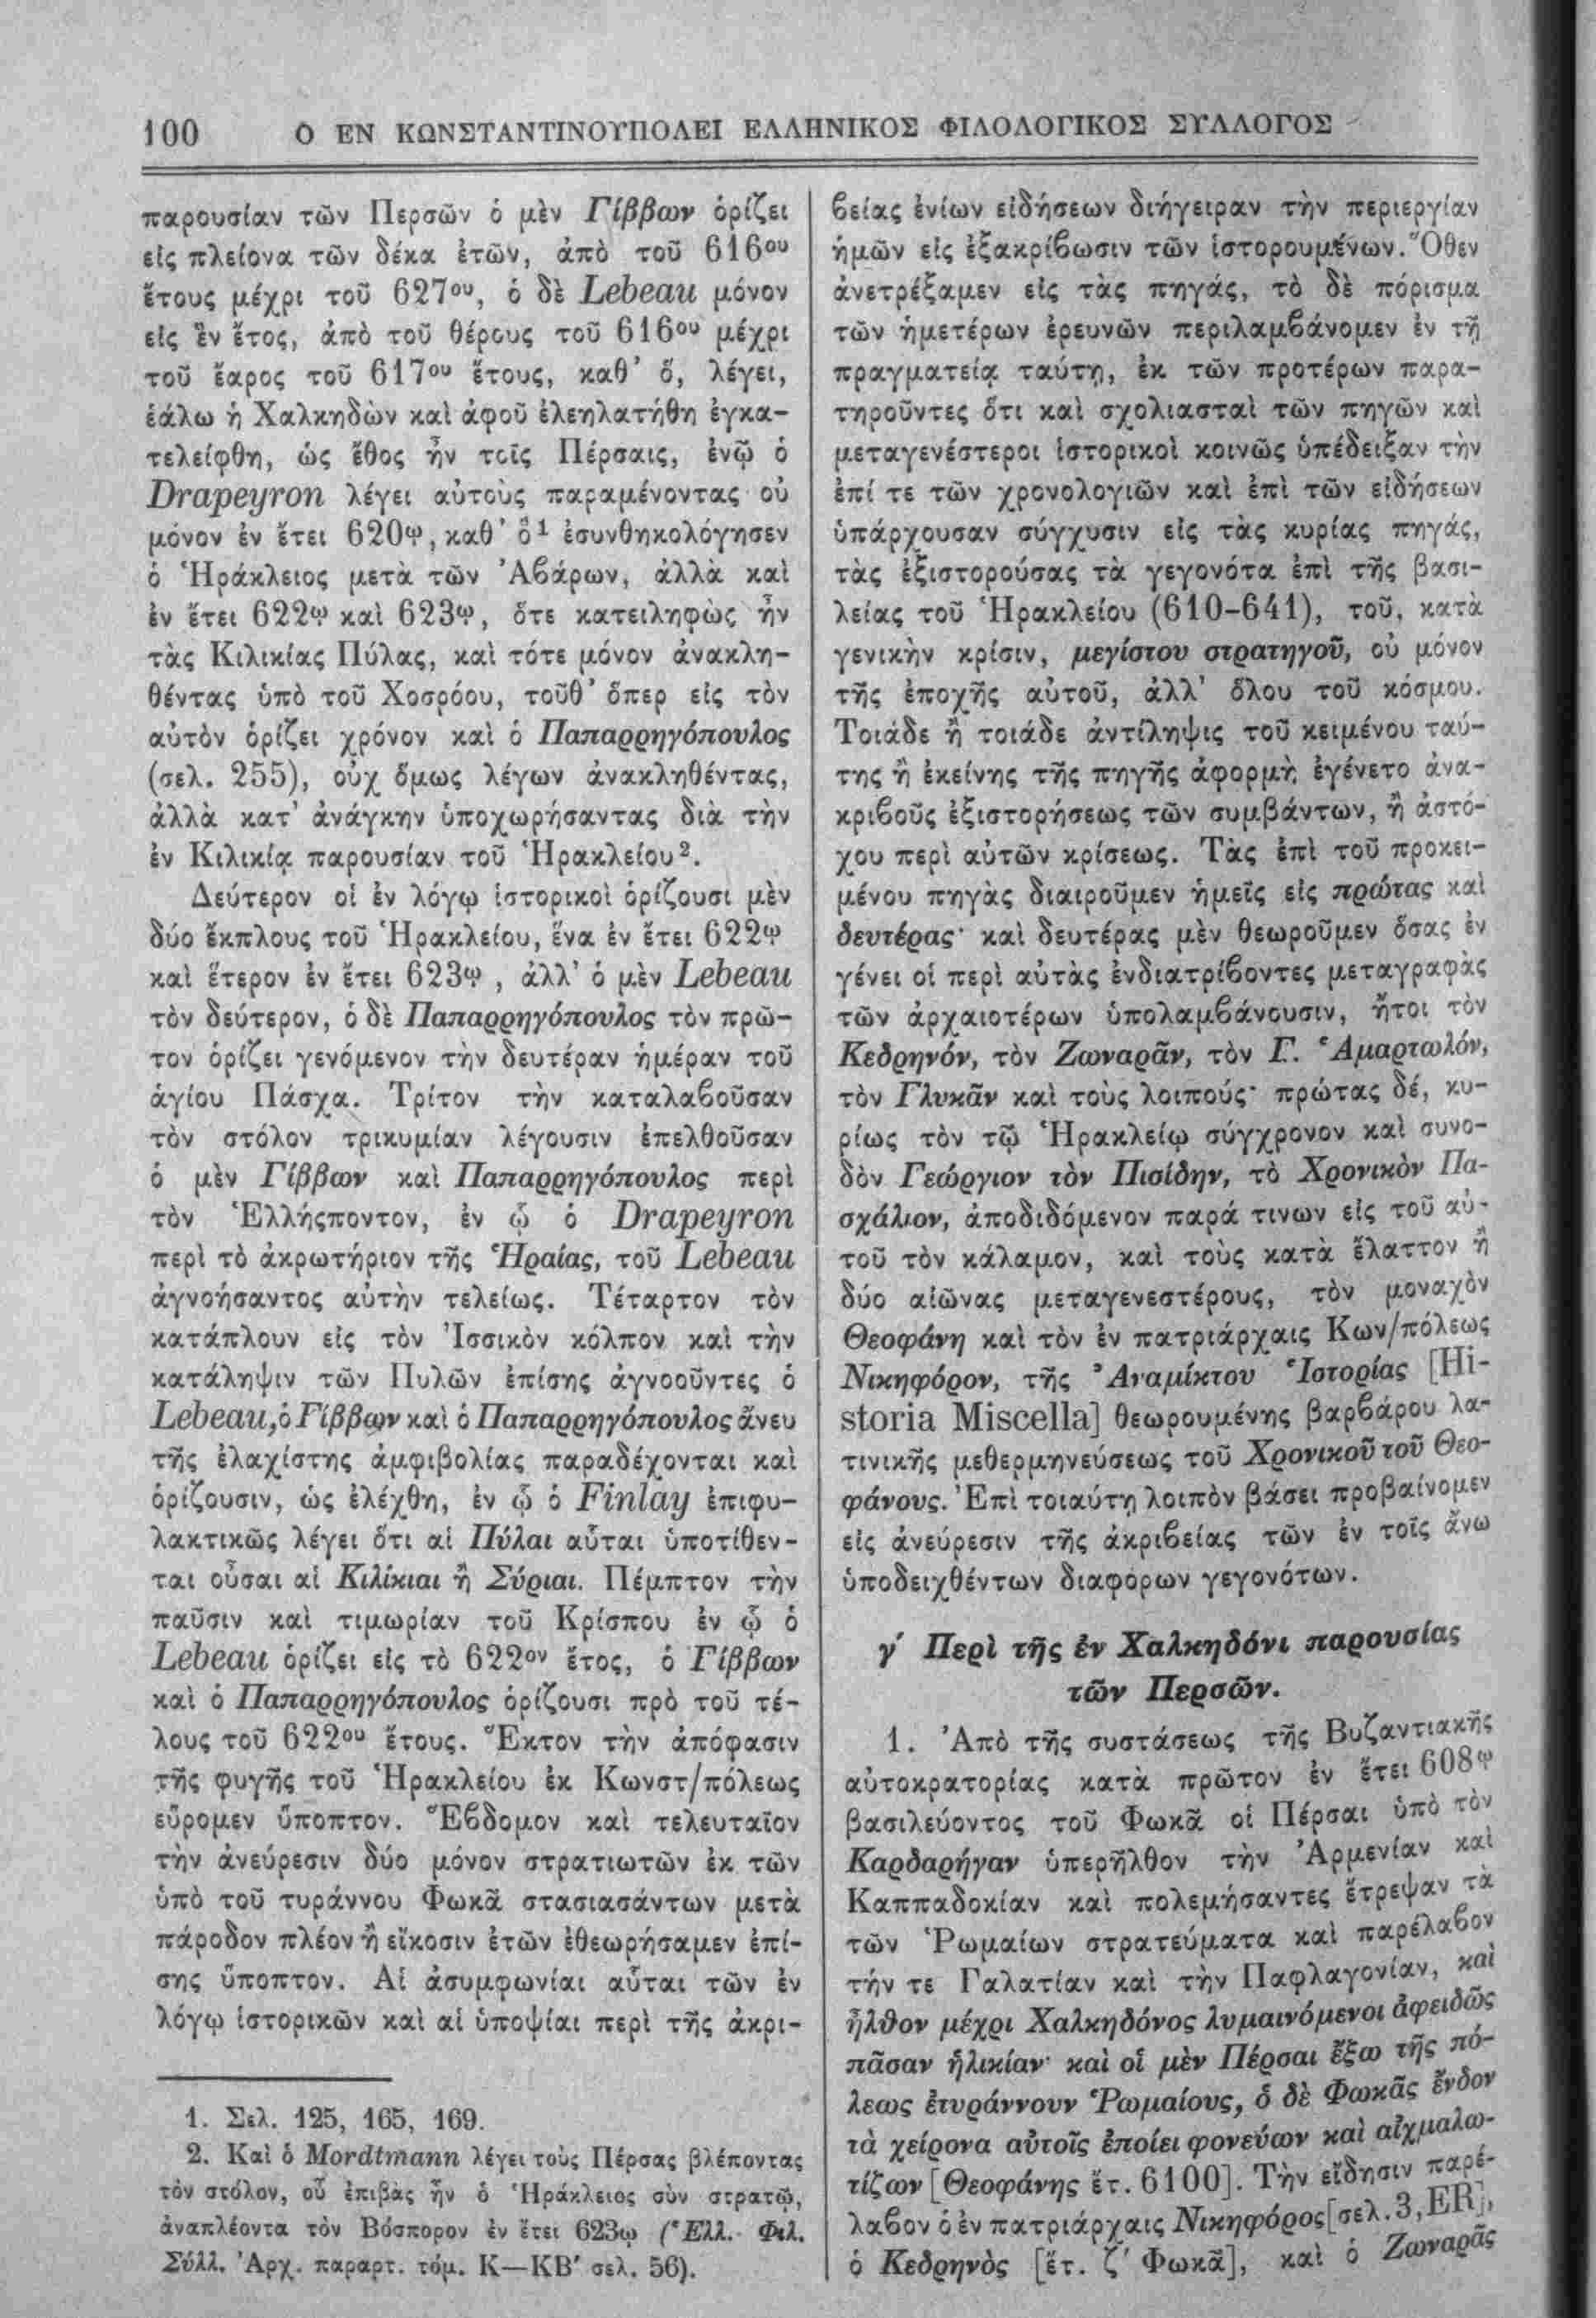 100 Ο ΕΝ ΚΩΝΣΤΑΝΤΙΝΟΥΠΟΛΕΙ ΕΛΛΗΝΙΚΟΣ ΦΙΛΟΛΟΓΙΚΟΣ ΣΥΛΛΟΓΟΣ
παρουσίαν τῶν Περσῶν ὁ μὲν Γίββων ὁρίζει
εἰς πλείονα τῶν δέκα ἐτῶν, ἀπὸ τοῦ 616ου
ἔτους μέχρι τοῦ 627ου, ὁ δὲ Lebeau μόνον
εἰς ἓν ἔτος, ἀπὸ τοῦ θέρους τοῦ 616ου μέχρι
τοῦ ἔαρος τοῦ 617ου ἔτους, καθ' ὅ, λέγει,
ἑάλω ἡ Χαλκηδὼν καὶ ἀφοῦ ἐλεηλατήθη ἐγκα-
τελείφθη, ὡς ἔθος ἦν τοῖς Πέρσαις, ἐνῷ ὁ
Drapeyron λέγει αὐτοὺς παραμένοντας οὐ
μόνον ἐν ἔτει 620ῳ, καθ' ὃ¹ ἐσυνθηκολόγησεν
ὁ Ἡράκλειος μετὰ τῶν Ἀβάρων, ἀλλὰ καὶ
ἐν ἔτει 622ῳ καὶ 623ῳ, ὅτε κατειληφὼς ἦν
τὰς Κιλικίας Πύλας, καὶ τότε μόνον ἀνακλη-
θέντας ὑπὸ τοῦ Χοσρόου, τοῦθ' ὅπερ εἰς τὸν
αὐτὸν ὁρίζει χρόνον καὶ ὁ Παπαρρηγόπουλος
(σελ. 255), οὐχ ὅμως λέγων ἀνακληθέντας,
ἀλλὰ κατ' ἀνάγκην ὑποχωρήσαντας διὰ τὴν
ἐν Κιλικίᾳ παρουσίαν τοῦ Ἡρακλείου².
Δεύτερον οἱ ἐν λόγῳ ἱστορικοὶ ὁρίζουσι μὲν
δύο ἔκπλους τοῦ Ἡρακλείου, ἕνα ἐν ἔτει 622ῳ
καὶ ἕτερον ἐν ἔτει 623ῳ, ἀλλ' ὁ μὲν Lebeau
τὸν δεύτερον, ὁ δὲ Παπαρρηγόπουλος τὸν πρῶ-
τον ὁρίζει γενόμενον τὴν δευτέραν ἡμέραν τοῦ
ἁγίου Πάσχα. Τρίτον τὴν καταλαβοῦσαν
τὸν στόλον τρικυμίαν λέγουσιν ἐπελθοῦσαν
ὁ μὲν Γίββων καὶ Παπαρρηγόπουλος περὶ
τὸν Ἑλλήςποντον, ἐν ᾧ ὁ Drapeyron
περὶ τὸ ἀκρωτήριον τῆς Ἡραίας, τοῦ Lebeau
ἀγνοήσαντος αὐτὴν τελείως. Τέταρτον τὸν
κατάπλουν εἰς τὸν Ἰσσικὸν κόλπον καὶ τὴν
κατάληψιν τῶν Πυλῶν ἐπίσης ἀγνοοῦντες ὁ
Lebeau, ὁ Γίββων καὶ ὁ Παπαρρηγόπουλος ἄνευ
τῆς ἐλαχίστης ἀμφιβολίας παραδέχονται καὶ
ὁρίζουσιν, ὡς ἐλέχθη, ἐν ᾧ ὁ Finlay ἐπιφυ-
λακτικῶς λέγει ὅτι αἱ Πύλαι αὗται ὑποτίθεν-
ται οὖσαι αἱ Κιλίκιαι ἢ Σύριαι. Πέμπτον τὴν
παῦσιν καὶ τιμωρίαν τοῦ Κρίσπου ἐν ᾧ ὁ
Lebeau ὁρίζει εἰς τὸ 622ον ἔτος, ὁ Γίββων
καὶ ὁ Παπαρρηγόπουλος ὁρίζουσι πρὸ τοῦ τέ-
λους τοῦ 622ου ἔτους. Ἕκτον τὴν ἀπόφασιν
τῆς φυγῆς τοῦ Ἡρακλείου ἐκ Κωνστ/πόλεως
εὕρομεν ὕποπτον. Ἕβδομον καὶ τελευταῖον
τὴν ἀνεύρεσιν δύο μόνον στρατιωτῶν ἐκ τῶν
ὑπὸ τοῦ τυράννου Φωκᾶ στασιασάντων μετὰ
πάροδον πλέον ἢ εἴκοσιν ἐτῶν ἐθεωρήσαμεν ἐπί-
σης ὕποπτον. Αἱ ἀσυμφωνίαι αὗται τῶν ἐν
λόγῳ ἱστορικῶν καὶ αἱ ὑποψίαι περὶ τῆς ἀκρι-
1. Σελ. 125, 165, 169.
2. Καὶ ὁ Mordtmann λέγει τοὺς Πέρσας βλέποντας
τὸν στόλον, οὗ ἐπιβὰς ἦν ὁ Ἡράκλειος σὺν στρατῷ,
ἀναπλέοντα τὸν Βόσπορον ἐν ἔτει 623ῳ (Ἑλλ. Φιλ.
Σύλλ. Ἀρχ. παραρτ. τόμ. Κ—ΚΒ' σελ. 56).
βείας ἐνίων εἰδήσεων διήγειραν τὴν περιεργίαν
ἡμῶν εἰς ἐξακρίβωσιν τῶν ἱστορουμένων. Ὅθεν
ἀνετρέξαμεν εἰς τὰς πηγάς, τὸ δὲ πόρισμα
τῶν ἡμετέρων ἐρευνῶν περιλαμβάνομεν ἐν τῇ
πραγματείᾳ ταύτῃ, ἐκ τῶν προτέρων παρα-
τηροῦντες ὅτι καὶ σχολιασταὶ τῶν πηγῶν καὶ
μεταγενέστεροι ἱστορικοὶ κοινῶς ὑπέδειξαν τὴν
ἐπί τε τῶν χρονολογιῶν καὶ ἐπὶ τῶν εἰδήσεων
ὑπάρχουσαν σύγχυσιν εἰς τὰς κυρίας πηγάς,
τὰς ἐξιστορούσας τὰ γεγονότα ἐπὶ τῆς βασι-
λείας τοῦ Ἡρακλείου (610-641), τοῦ, κατὰ
γενικὴν κρίσιν, μεγίστου στρατηγοῦ, οὐ μόνον
τῆς ἐποχῆς αὐτοῦ, ἀλλ' ὅλου τοῦ κόσμου.
Τοιάδε ἢ τοιάδε ἀντίληψις τοῦ κειμένου ταύ-
της ἢ ἐκείνης τῆς πηγῆς ἀφορμὴ ἐγένετο ἀνα-
κριβοῦς ἐξιστορήσεως τῶν συμβάντων, ἢ ἀστό-
χου περὶ αὐτῶν κρίσεως. Τὰς ἐπὶ τοῦ προκει-
μένου πηγὰς διαιροῦμεν ἡμεῖς εἰς πρώτας καὶ
δευτέρας· καὶ δευτέρας μὲν θεωροῦμεν ὅσας ἐν
γένει οἱ περὶ αὐτὰς ἐνδιατρίβοντες μεταγραφὰς
τῶν ἀρχαιοτέρων ὑπολαμβάνουσιν, ἤτοι τὸν
Κεδρηνόν, τὸν Ζωναρᾶν, τὸν Γ. Ἁμαρτωλόν,
τὸν Γλυκᾶν καὶ τοὺς λοιπούς· πρώτας δέ, κυ-
ρίως τὸν τῷ Ἡρακλείῳ σύγχρονον καὶ συνο-
δὸν Γεώργιον τὸν Πισίδην, τὸ Χρονικὸν Πα-
σχάλιον, ἀποδιδόμενον παρά τινων εἰς τοῦ αὐ-
τοῦ τὸν κάλαμον, καὶ τοὺς κατὰ ἔλαττον ἢ
δύο αἰῶνας μεταγενεστέρους, τὸν μοναχὸν
Θεοφάνη καὶ τὸν ἐν πατριάρχαις Κων/πόλεως
Νικηφόρον, τῆς Ἀναμίκτου Ἱστορίας [Hi-
storia Miscella] θεωρουμένης βαρβάρου λα-
τινικῆς μεθερμηνεύσεως τοῦ Χρονικοῦ τοῦ Θεο-
φάνους. Ἐπὶ τοιαύτῃ λοιπὸν βάσει προβαίνομεν
εἰς ἀνεύρεσιν τῆς ἀκριβείας τῶν ἐν τοῖς ἄνω
ὑποδειχθέντων διαφόρων γεγονότων.
γ' Περὶ τῆς ἐν Χαλκηδόνι παρουσίας
τῶν Περσῶν.
1. Ἀπὸ τῆς συστάσεως τῆς Βυζαντιακῆς
αὐτοκρατορίας κατὰ πρῶτον ἐν ἔτει 608ῳ
βασιλεύοντος τοῦ Φωκᾶ οἱ Πέρσαι ὑπὸ τὸν
Καρδαρήγαν ὑπερῆλθον τὴν Ἀρμενίαν καὶ
Καππαδοκίαν καὶ πολεμήσαντες ἔτρεψαν τὰ
τῶν Ῥωμαίων στρατεύματα καὶ παρέλαβον
τήν τε Γαλατίαν καὶ τὴν Παφλαγονίαν, καὶ
ἦλθον μέχρι Χαλκηδόνος λυμαινόμενοι ἀφειδῶς
πᾶσαν ἡλικίαν· καὶ οἱ μὲν Πέρσαι ἔξω τῆς πό-
λεως ἐτυράννουν Ῥωμαίους, ὁ δὲ Φωκᾶς ἔνδον
τὰ χείρονα αὐτοῖς ἐποίει φονεύων καὶ αἰχμαλω-
τίζων [Θεοφάνης ἔτ. 6100]. Τὴν εἴδησιν παρέ-
λαβον ὁ ἐν πατριάρχαις Νικηφόρος [σελ. 3, ER],
ὁ Κεδρηνὸς [ἔτ. ζ' Φωκᾶ], καὶ ὁ Ζωναρᾶς